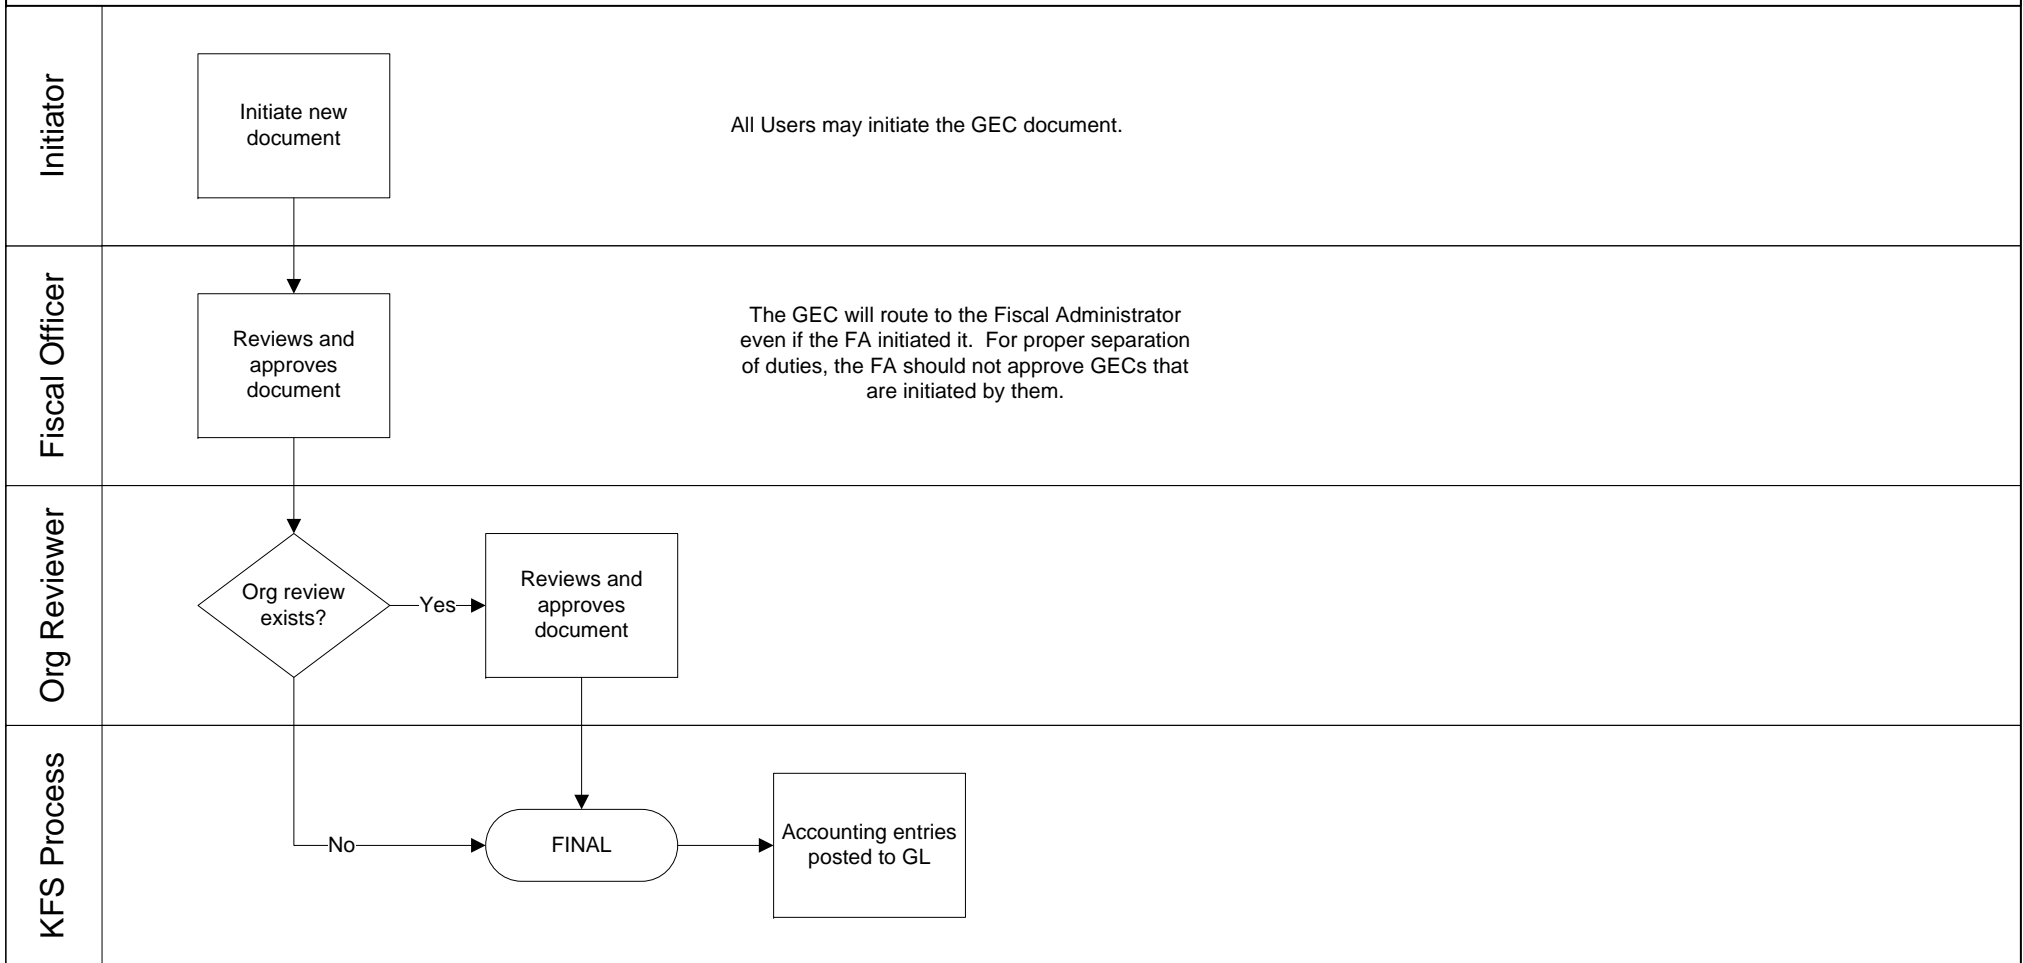 Initiator
Initiate new
document
All Users may initiate the GEC document.
Fiscal Officer
Reviews and
approves
document
The GEC will route to the Fiscal Administrator
even if the FA initiated it.  For proper separation
of duties, the FA should not approve GECs that
are initiated by them.
Org Reviewer
Org review
exists?
Yes
Reviews and
approves
document
KFS Process
No
FINAL
Accounting entries
posted to GL